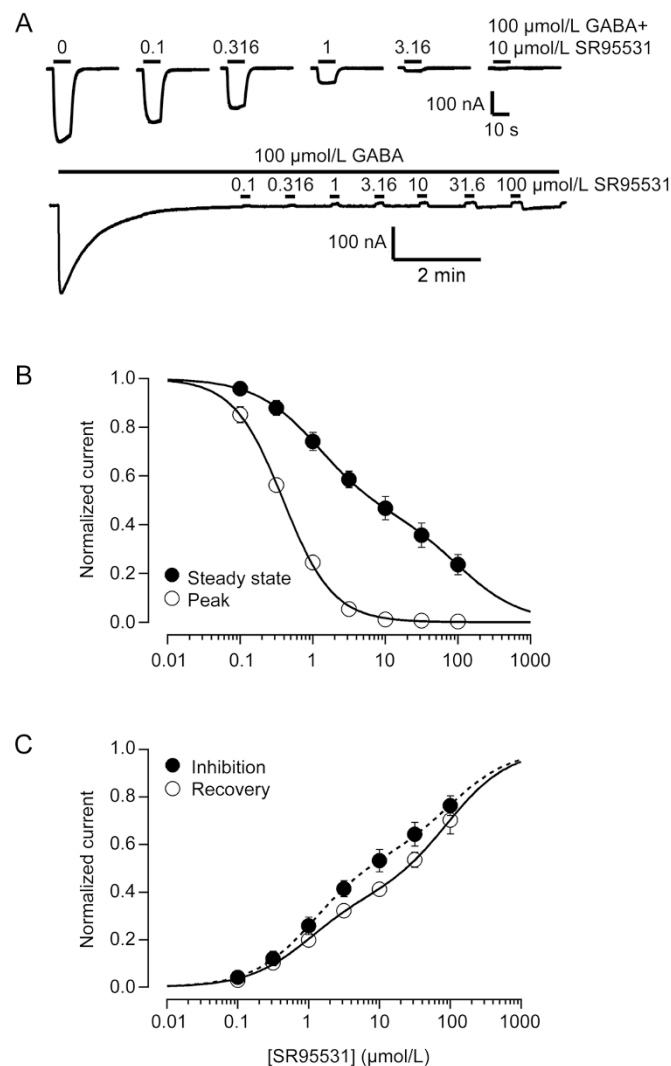 A
100 μmol/L GABA+
0 0.1 0.316 1 3.16 10 μmol/L SR95531
100 nA
10 s
100 μmol/L GABA
0.1 0.316 1 3.16 10 31.6 100 μmol/L SR95531
100 nA
2 min
B
Normalized current
1.0
0.8
0.6
0.4
0.2
0.0
Steady state
Peak
0.01 0.1 1 10 100 1000
C
Normalized current
1.0
0.8
0.6
0.4
0.2
0.0
Inhibition
Recovery
0.01 0.1 1 10 100 1000
[SR95531] (μmol/L)